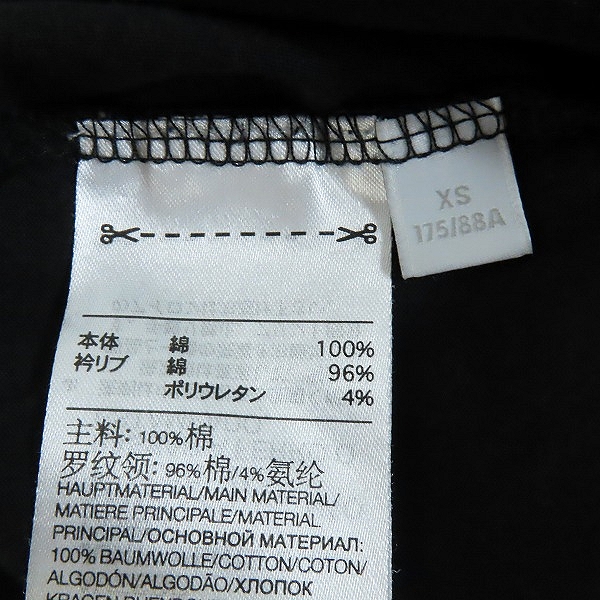 XS
175/88A
本体 綿 100%
衿リブ 綿 96%
ポリウレタン 4%
主料: 100%棉
罗纹领: 96%棉/4%氨纶
HAUPTMATERIAL/MAIN MATERIAL/
MATIERE PRINCIPALE/MATERIAL
PRINCIPAL/ОСНОВНОЙ МАТЕРИАЛ:
100% BAUMWOLLE/COTTON/COTON/
ALGODÓN/ALGODÃO/ХЛОПОК
KRAGEN